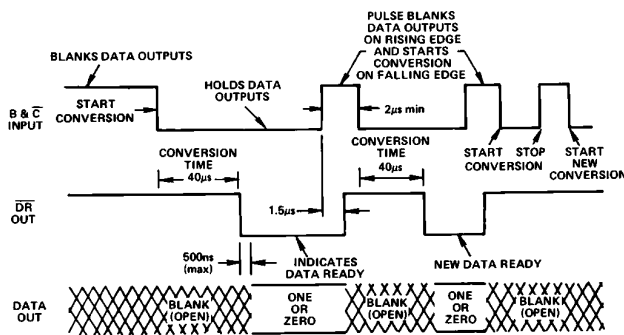 PULSE BLANKS
DATA OUTPUTS
ON RISING EDGE
AND STARTS
CONVERSION
ON FALLING EDGE
BLANKS DATA OUTPUTS
HOLDS DATA
OUTPUTS
B & C̅
INPUT
START
CONVERSION
2μs min
CONVERSION
TIME
40μs
CONVERSION
TIME
40μs
START
CONVERSION
STOP
START
NEW
CONVERSION
D̅R̅
OUT
1.5μs
500ns
(max)
INDICATES
DATA READY
NEW DATA READY
DATA
OUT
BLANK
(OPEN)
ONE
OR
ZERO
BLANK
(OPEN)
ONE
OR
ZERO
BLANK
(OPEN)